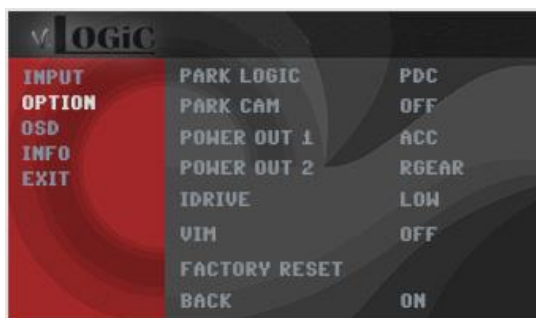 v.LOGiC
INPUT
OPTION
OSD
INFO
EXIT
PARK LOGIC PDC
PARK CAM OFF
POWER OUT 1 ACC
POWER OUT 2 RGEAR
IDRIVE LOW
VIM OFF
FACTORY RESET
BACK ON